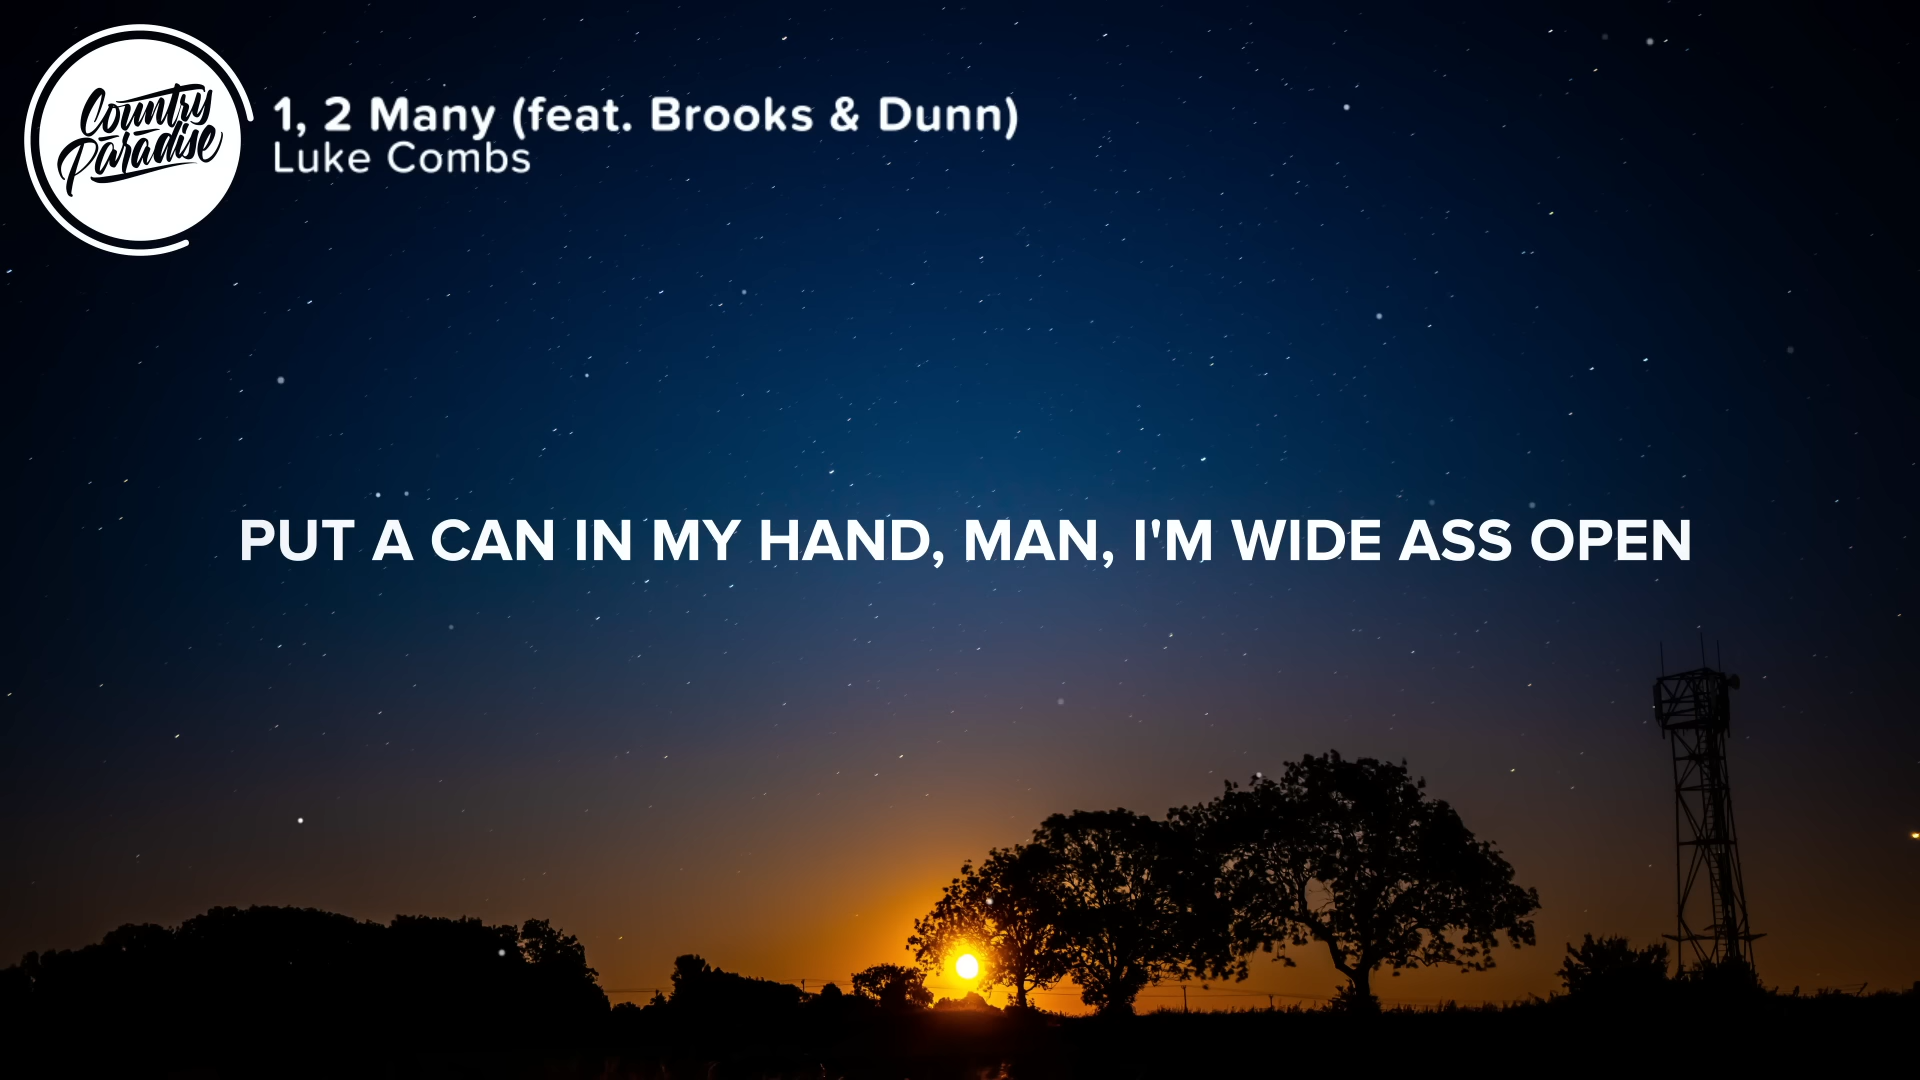 Country
Paradise
1, 2 Many (feat. Brooks & Dunn)
Luke Combs
PUT A CAN IN MY HAND, MAN, I'M WIDE ASS OPEN